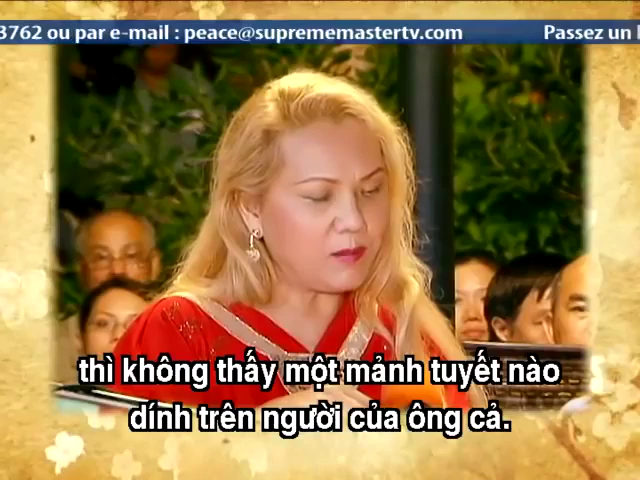 3762 ou par e-mail : peace@suprememastertv.com Passez un
thì không thấy một mảnh tuyết nào
dính trên người của ông cả.